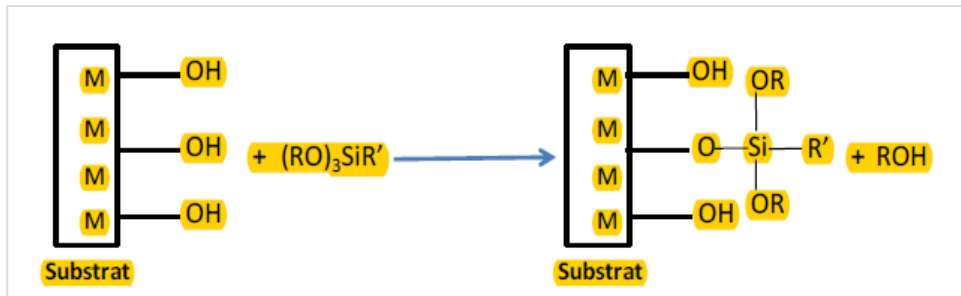 M OH
M
OH + (RO)₃SiR’
M
M OH
Substrat
M OH OR
M
O Si R’ + ROH
M
OR
M OH
Substrat